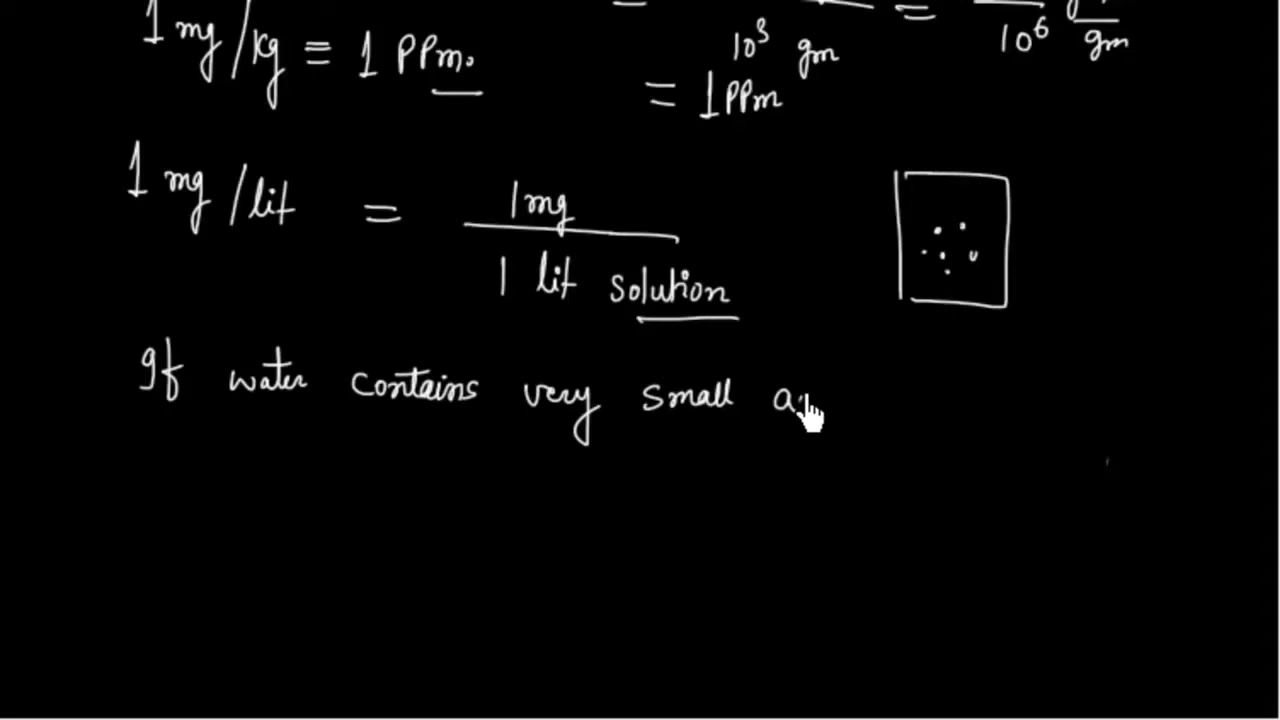 1 mg/kg ≡ 1 PPm.
= =
10³ gm 10⁶ gm
= 1 PPm
1 mg/lit = 1mg
1 lit solution
If water contains very small a